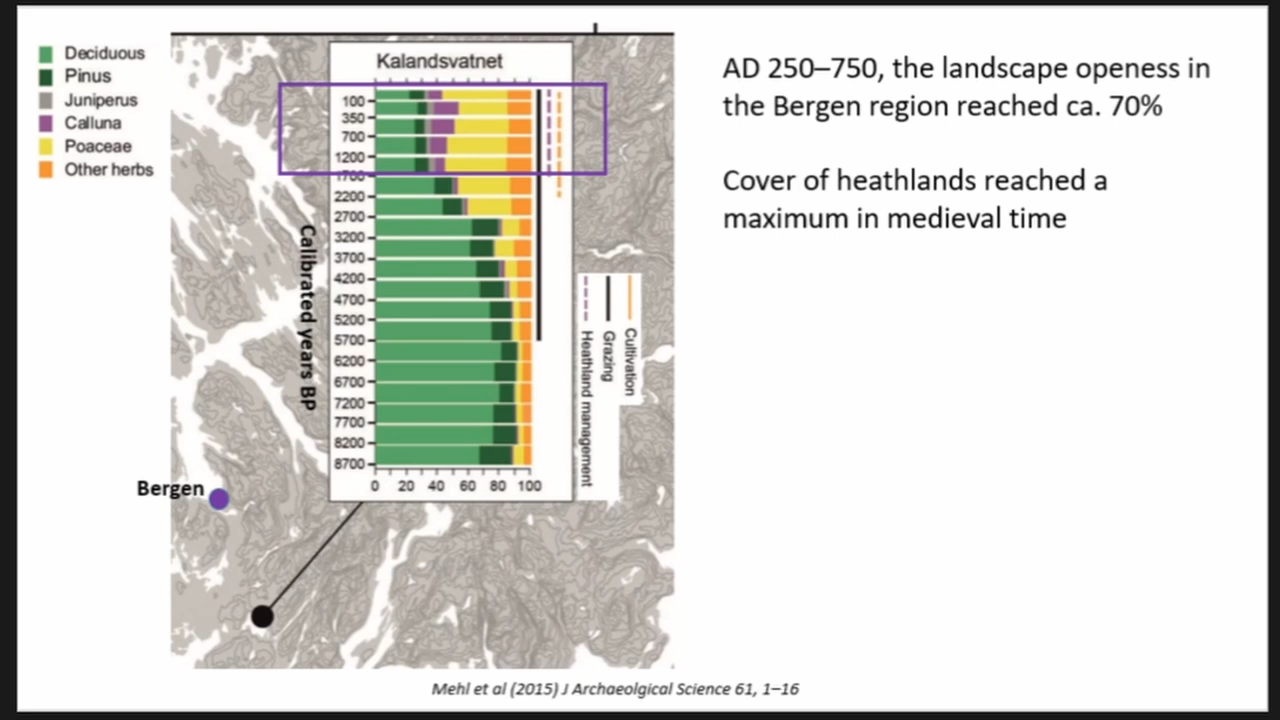 Deciduous
Pinus
Juniperus
Calluna
Poaceae
Other herbs
Kalandsvatnet
100
350
700
1200
1700
2200
2700
3200
3700
4200
4700
5200
5700
6200
6700
7200
7700
8200
8700
0 20 40 60 80 100
Calibrated years BP
Cultivation
Grazing
Heathland management
Bergen
AD 250–750, the landscape openess in
the Bergen region reached ca. 70%
Cover of heathlands reached a
maximum in medieval time
Mehl et al (2015) J Archaeolgical Science 61, 1–16